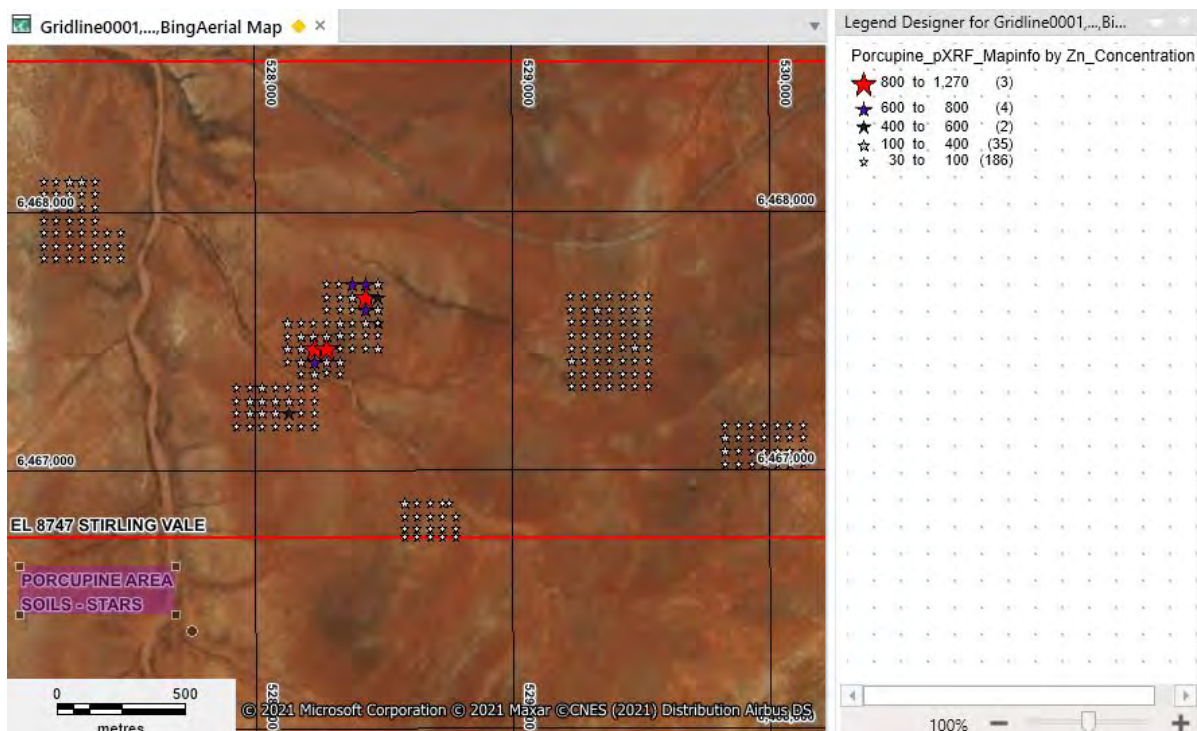 Gridline0001,...,BingAerial Map
×
Legend Designer for Gridline0001,...,Bi...
Porcupine_pXRF_Mapinfo by Zn_Concentration
800 to 1,270 (3)
600 to 800 (4)
400 to 600 (2)
100 to 400 (35)
30 to 100 (186)
528,000
529,000
530,000
6,468,000
6,468,000
6,467,000
6,467,000
EL 8747 STIRLING VALE
PORCUPINE AREA
SOILS - STARS
0 500
metres
© 2021 Microsoft Corporation © 2021 Maxar ©CNES (2021) Distribution Airbus DS
100%